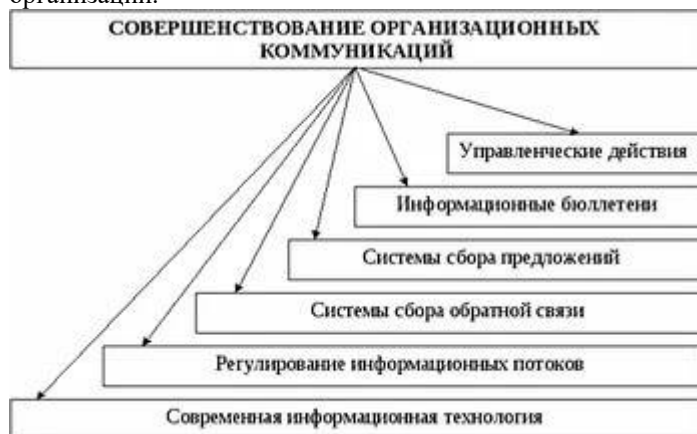 организации.
СОВЕРШЕНСТВОВАНИЕ ОРГАНИЗАЦИОННЫХ
КОММУНИКАЦИЙ
Управленческие действия
Информационные бюллетени
Системы сбора предложений
Системы сбора обратной связи
Регулирование информационных потоков
Современная информационная технология